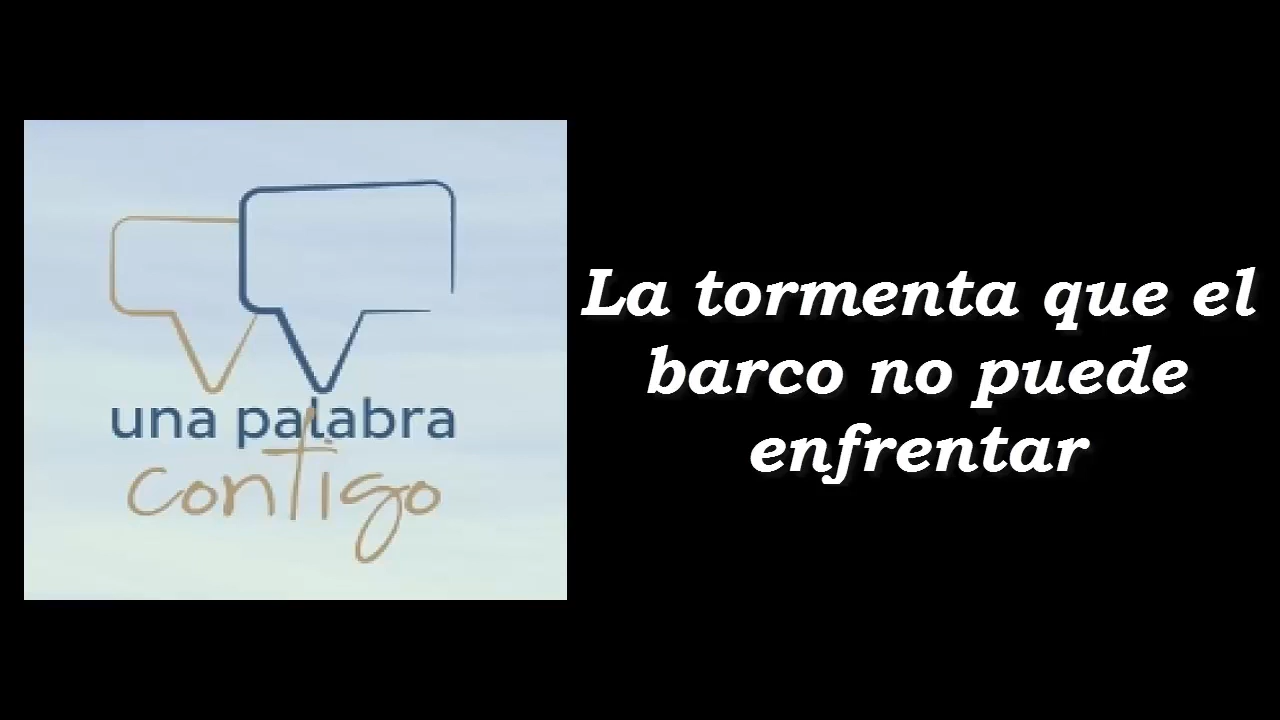 una palabra
contigo
La tormenta que el
barco no puede
enfrentar